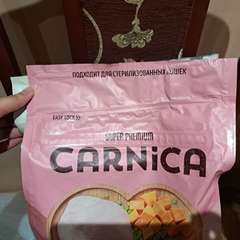 ПОДХОДИТ ДЛЯ СТЕРИЛИЗОВАННЫХ КОШЕК
EASY LOCK
SUPER PREMIUM
CARNiCA